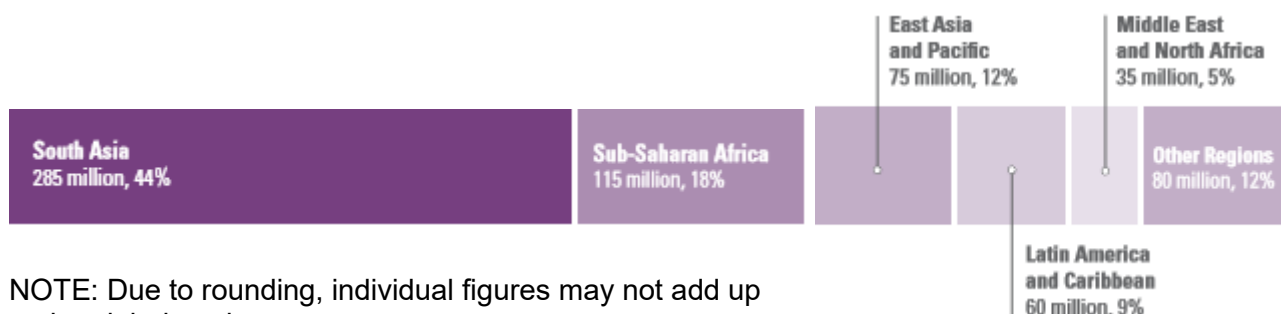 East Asia
and Pacific
75 million, 12%
Middle East
and North Africa
35 million, 5%
South Asia
285 million, 44%
Sub-Saharan Africa
115 million, 18%
Other Regions
80 million, 12%
Latin America
and Caribbean
60 million, 9%
NOTE: Due to rounding, individual figures may not add up